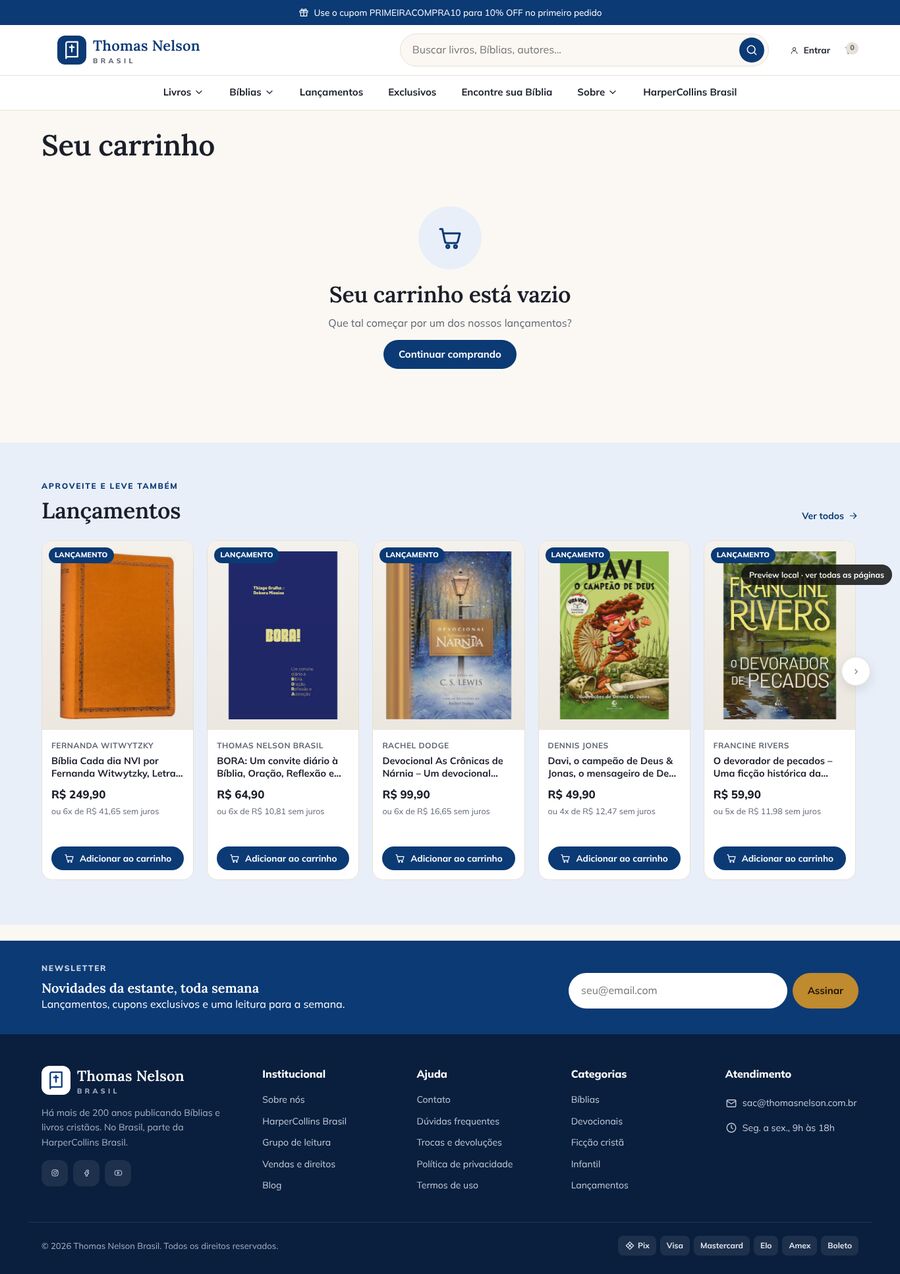 Use o cupom PRIMEIRACOMPRA10 para 10% OFF no primeiro pedido
Thomas Nelson
BRASIL
Buscar livros, Bíblias, autores...
Entrar
0
Livros
Bíblias
Lançamentos
Exclusivos
Encontre sua Bíblia
Sobre
HarperCollins Brasil
Seu carrinho
Seu carrinho está vazio
Que tal começar por um dos nossos lançamentos?
Continuar comprando
APROVEITE E LEVE TAMBÉM
Lançamentos
Ver todos
LANÇAMENTO
FERNANDA WITWYTZKY
Bíblia Cada dia NVI por
Fernanda Witwytzky, Letra...
R$ 249,90
ou 6x de R$ 41,65 sem juros
Adicionar ao carrinho
LANÇAMENTO
BORA!
THOMAS NELSON BRASIL
BORA: Um convite diário à
Bíblia, Oração, Reflexão e...
R$ 64,90
ou 6x de R$ 10,81 sem juros
Adicionar ao carrinho
LANÇAMENTO
DEVOCIONAL
NÁRNIA
C. S. LEWIS
RACHEL DODGE
Devocional As Crônicas de
Nárnia – Um devocional...
R$ 99,90
ou 6x de R$ 16,65 sem juros
Adicionar ao carrinho
LANÇAMENTO
DAVI
O CAMPEÃO DE DEUS
Ilustrações de Dennis G. Jones
DENNIS JONES
Davi, o campeão de Deus &
Jonas, o mensageiro de De...
R$ 49,90
ou 4x de R$ 12,47 sem juros
Adicionar ao carrinho
LANÇAMENTO
Preview local · ver todas as páginas
FRANCINE
RIVERS
O DEVORADOR
DE PECADOS
FRANCINE RIVERS
O devorador de pecados –
Uma ficção histórica da...
R$ 59,90
ou 5x de R$ 11,98 sem juros
Adicionar ao carrinho
NEWSLETTER
Novidades da estante, toda semana
Lançamentos, cupons exclusivos e uma leitura para a semana.
seu@email.com
Assinar
Thomas Nelson
BRASIL
Há mais de 200 anos publicando Bíblias e
livros cristãos. No Brasil, parte da
HarperCollins Brasil.
Institucional
Sobre nós
HarperCollins Brasil
Grupo de leitura
Vendas e direitos
Blog
Ajuda
Contato
Dúvidas frequentes
Trocas e devoluções
Política de privacidade
Termos de uso
Categorias
Bíblias
Devocionais
Ficção cristã
Infantil
Lançamentos
Atendimento
sac@thomasnelson.com.br
Seg. a sex., 9h às 18h
© 2026 Thomas Nelson Brasil. Todos os direitos reservados.
Pix
Visa
Mastercard
Elo
Amex
Boleto